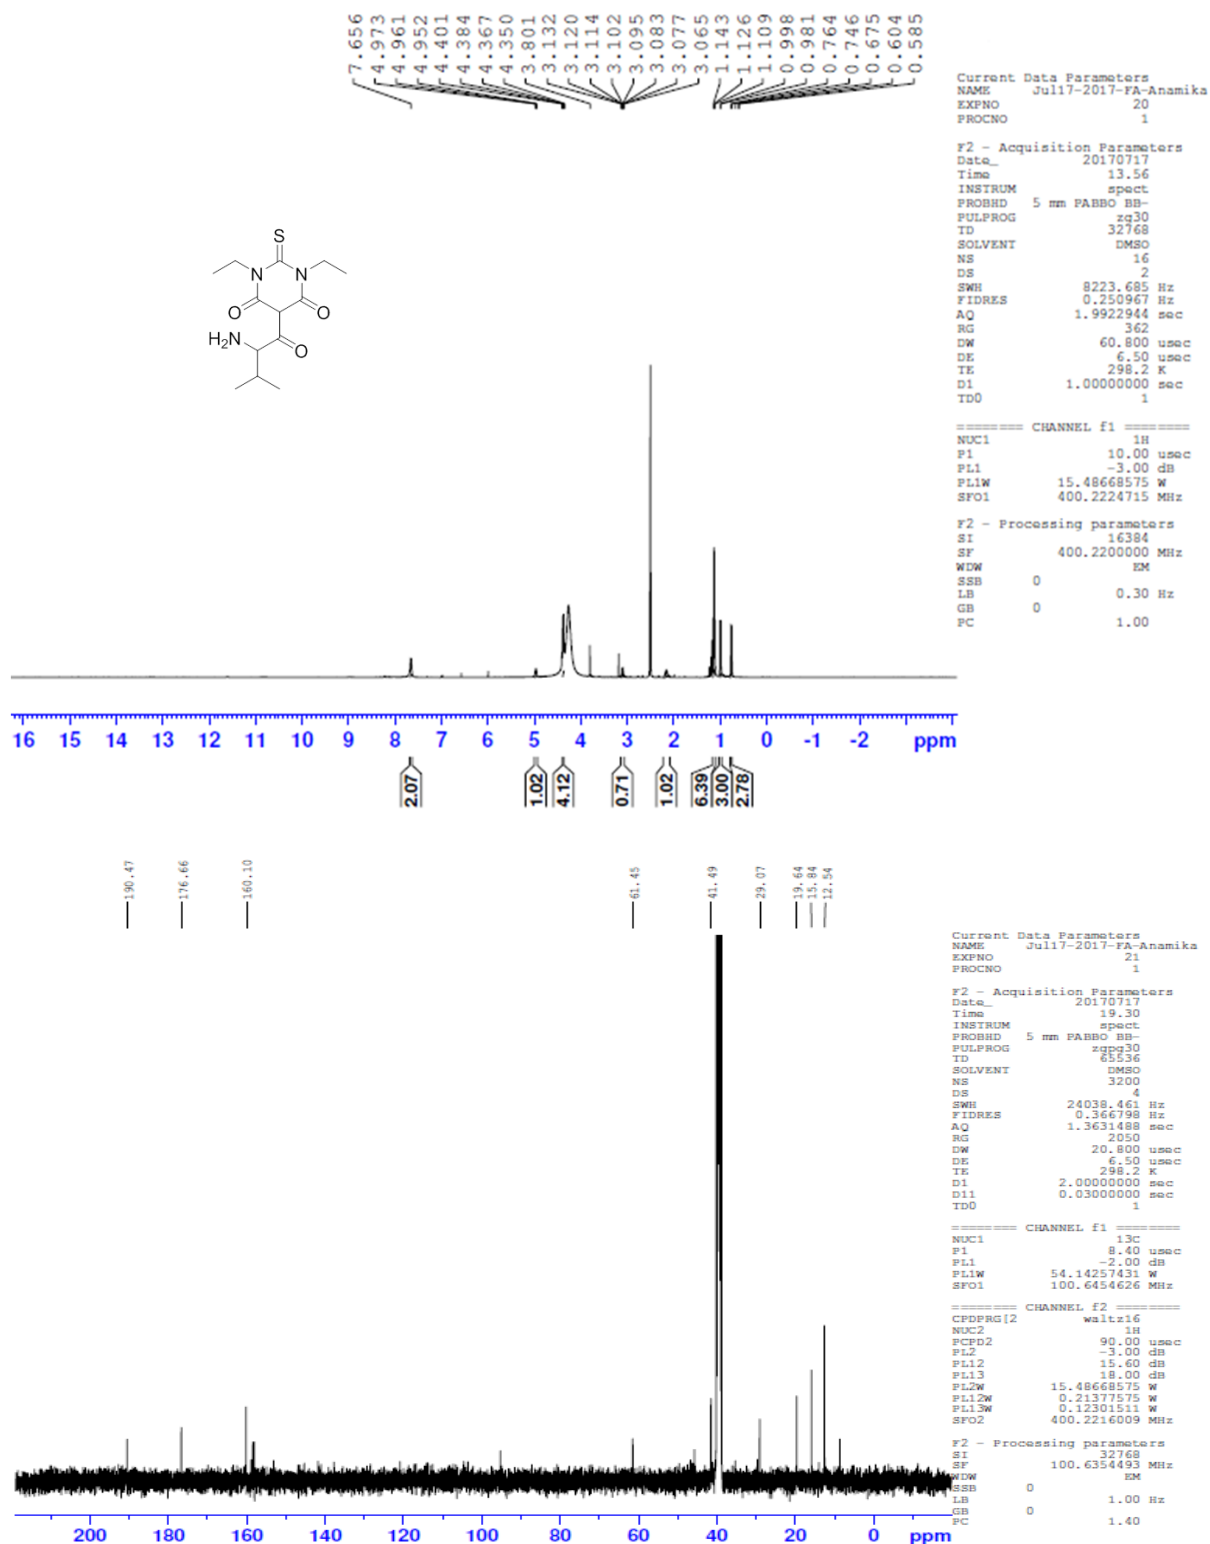 7.656
4.973
4.961
4.952
4.401
4.384
4.367
4.350
3.801
3.132
3.120
3.114
3.102
3.095
3.083
3.077
3.065
1.143
1.126
1.109
0.998
0.981
0.764
0.746
0.675
0.604
0.585
Current Data Parameters
NAME Jul17-2017-FA-Anamika
EXPNO 20
PROCNO 1
F2 - Acquisition Parameters
Date_ 20170717
Time 13.56
INSTRUM spect
PROBHD 5 mm PABBO BB-
PULPROG zg30
TD 32768
SOLVENT DMSO
NS 16
DS 2
SWH 8223.685 Hz
FIDRES 0.250967 Hz
AQ 1.9922944 sec
RG 362
DW 60.800 usec
DE 6.50 usec
TE 298.2 K
D1 1.00000000 sec
TD0 1
======== CHANNEL f1 ========
NUC1 1H
P1 10.00 usec
PL1 -3.00 dB
PL1W 15.48668575 W
SFO1 400.2224715 MHz
F2 - Processing parameters
SI 16384
SF 400.2200000 MHz
WDW EM
SSB 0
LB 0.30 Hz
GB 0
PC 1.00
S
N N
O O
H2N
O
16 15 14 13 12 11 10 9 8 7 6 5 4 3 2 1 0 -1 -2 ppm
2.07
1.02
4.12
0.71
1.02
6.39
3.00
2.78
190.47
176.66
160.10
61.45
41.49
29.07
19.64
15.84
12.54
Current Data Parameters
NAME Jul17-2017-FA-Anamika
EXPNO 21
PROCNO 1
F2 - Acquisition Parameters
Date_ 20170717
Time 19.30
INSTRUM spect
PROBHD 5 mm PABBO BB-
PULPROG zgpg30
TD 65536
SOLVENT DMSO
NS 3200
DS 4
SWH 24038.461 Hz
FIDRES 0.366798 Hz
AQ 1.3631488 sec
RG 2050
DW 20.800 usec
DE 6.50 usec
TE 298.2 K
D1 2.00000000 sec
D11 0.03000000 sec
TD0 1
======== CHANNEL f1 ========
NUC1 13C
P1 8.40 usec
PL1 -2.00 dB
PL1W 54.14257431 W
SFO1 100.6454626 MHz
======== CHANNEL f2 ========
CPDPRG[2 waltz16
NUC2 1H
PCPD2 90.00 usec
PL2 -3.00 dB
PL12 15.60 dB
PL13 18.00 dB
PL2W 15.48668575 W
PL12W 0.21377575 W
PL13W 0.12301511 W
SFO2 400.2216009 MHz
F2 - Processing parameters
SI 32768
SF 100.6354493 MHz
WDW EM
SSB 0
LB 1.00 Hz
GB 0
PC 1.40
200 180 160 140 120 100 80 60 40 20 0 ppm